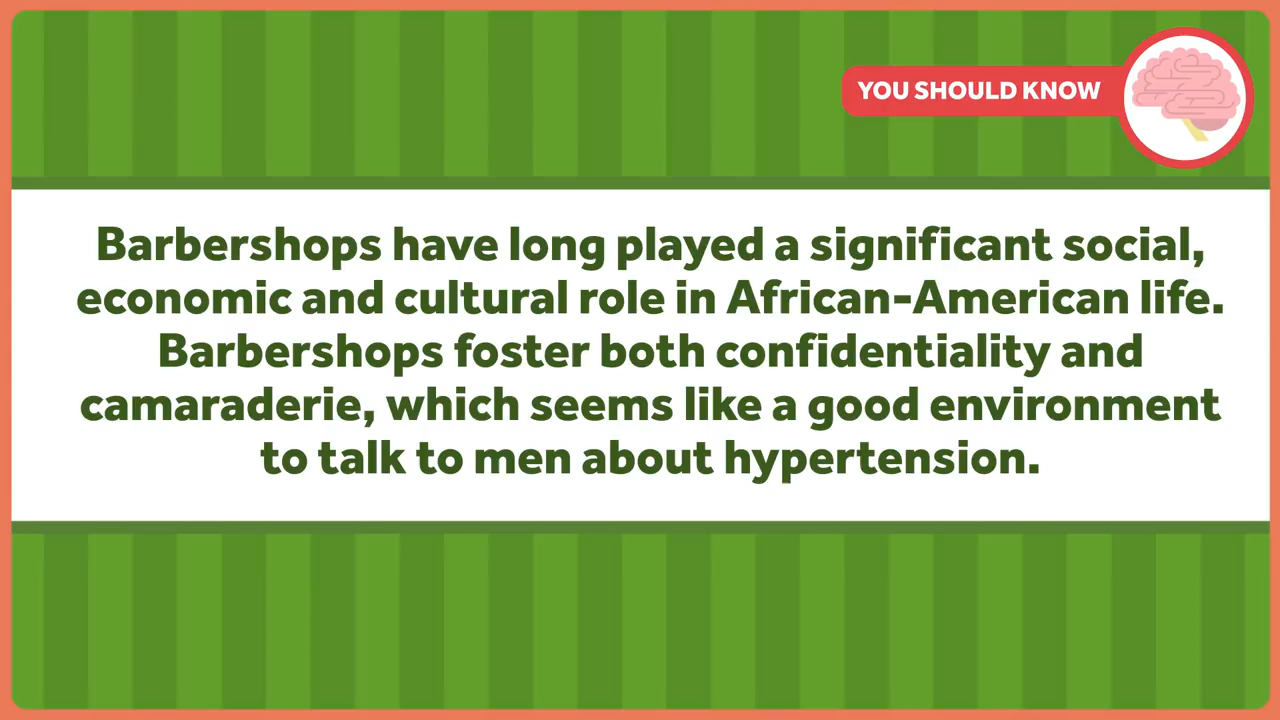 YOU SHOULD KNOW
Barbershops have long played a significant social,
economic and cultural role in African-American life.
Barbershops foster both confidentiality and
camaraderie, which seems like a good environment
to talk to men about hypertension.